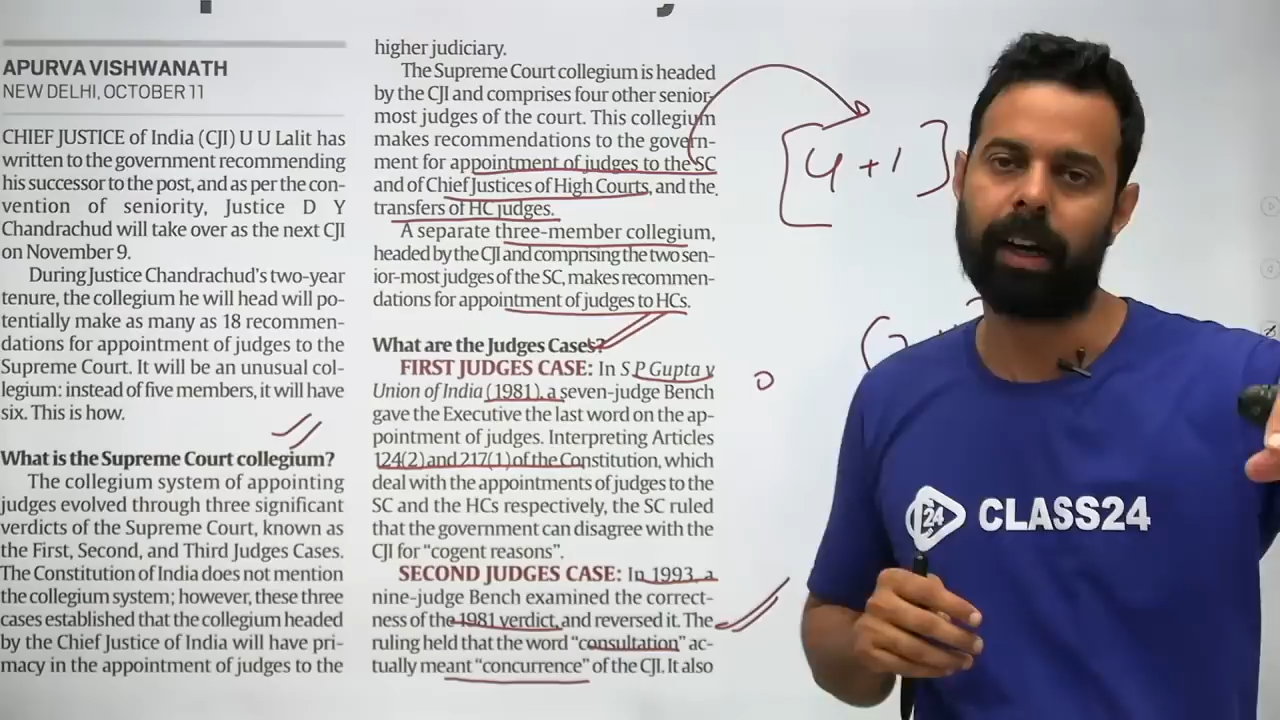 APURVA VISHWANATH
NEW DELHI, OCTOBER 11
CHIEF JUSTICE of India (CJI) U U Lalit has
written to the government recommending
his successor to the post, and as per the con-
vention of seniority, Justice D Y
Chandrachud will take over as the next CJI
on November 9.
During Justice Chandrachud's two-year
tenure, the collegium he will head will po-
tentially make as many as 18 recommen-
dations for appointment of judges to the
Supreme Court. It will be an unusual col-
legium: instead of five members, it will have
six. This is how.
What is the Supreme Court collegium?
The collegium system of appointing
judges evolved through three significant
verdicts of the Supreme Court, known as
the First, Second, and Third Judges Cases.
The Constitution of India does not mention
the collegium system; however, these three
cases established that the collegium headed
by the Chief Justice of India will have pri-
macy in the appointment of judges to the
higher judiciary.
The Supreme Court collegium is headed
by the CJI and comprises four other senior-
most judges of the court. This collegium
makes recommendations to the govern-
ment for appointment of judges to the SC
and of Chief Justices of High Courts, and the
transfers of HC judges.
A separate three-member collegium,
headed by the CJI and comprising the two sen-
ior-most judges of the SC, makes recommen-
dations for appointment of judges to HCs.
What are the Judges Cases?
FIRST JUDGES CASE: In S P Gupta v
Union of India (1981), a seven-judge Bench
gave the Executive the last word on the ap-
pointment of judges. Interpreting Articles
124(2) and 217(1) of the Constitution, which
deal with the appointments of judges to the
SC and the HCs respectively, the SC ruled
that the government can disagree with the
CJI for "cogent reasons".
SECOND JUDGES CASE: In 1993, a
nine-judge Bench examined the correct-
ness of the 1981 verdict, and reversed it. The
ruling held that the word "consultation" ac-
tually meant "concurrence" of the CJI. It also
[4+1]
24 CLASS24